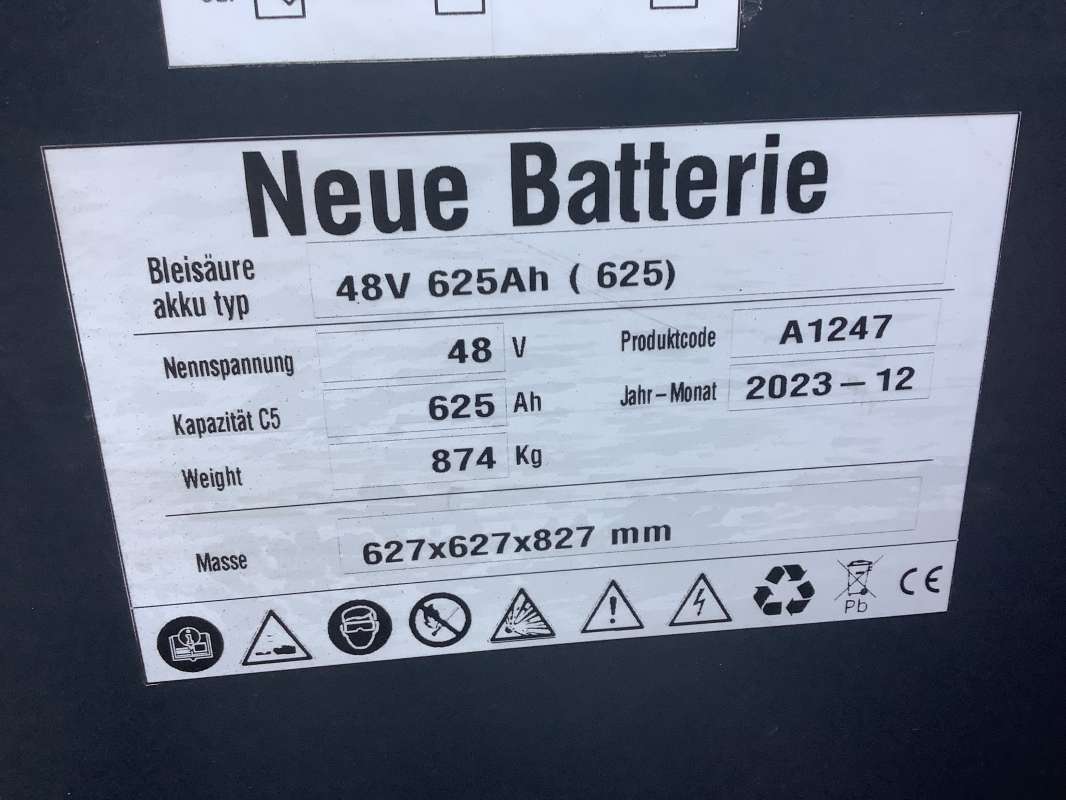 Neue Batterie
Bleisäure
akku typ
48V 625Ah ( 625)
Nennspannung 48 V Produktcode A1247
Kapazität C5 625 Ah Jahr-Monat 2023-12
Weight 874 Kg
Masse 627x627x827 mm
Pb CE